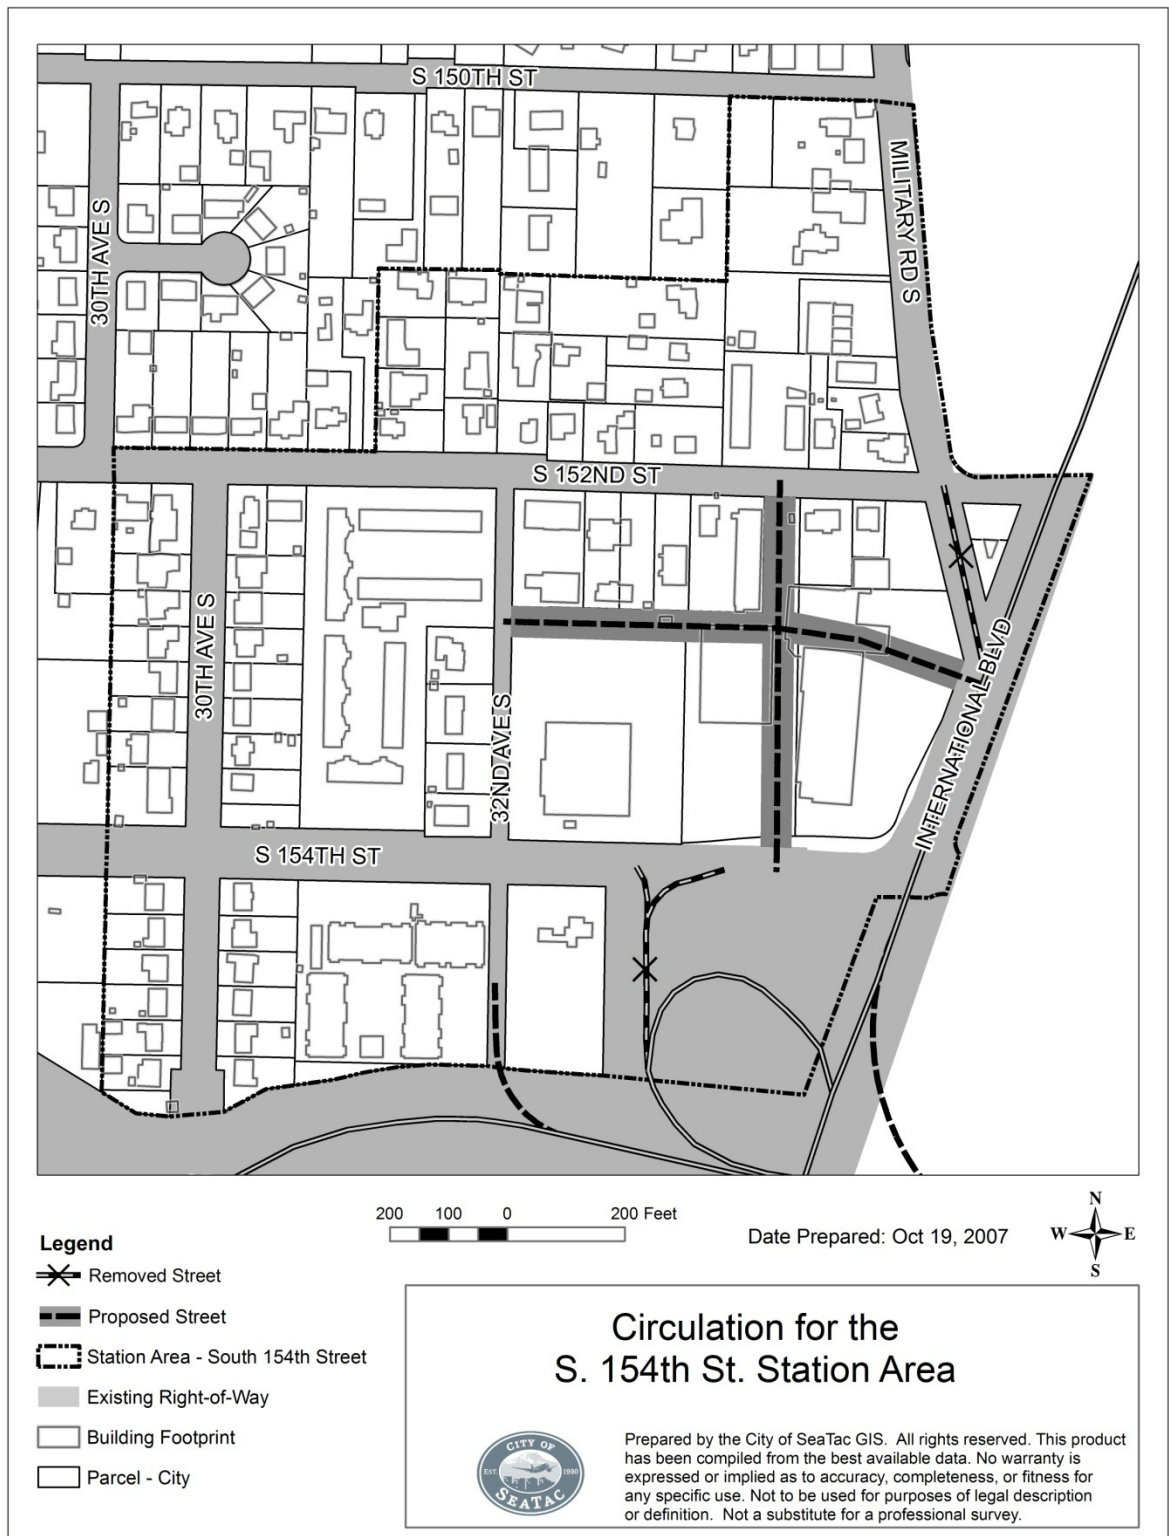 S 150TH ST
MILITARY RD S
30TH AVE S
S 152ND ST
30TH AVE S
32ND AVE S
INTERNATIONAL BLVD
S 154TH ST
200 100 0 200 Feet
Date Prepared: Oct 19, 2007
N
W E
S
Legend
Removed Street
Proposed Street
Station Area - South 154th Street
Existing Right-of-Way
Building Footprint
Parcel - City
Circulation for the
S. 154th St. Station Area
CITY OF
EST. 1990
SEATAC
Prepared by the City of SeaTac GIS. All rights reserved. This product
has been compiled from the best available data. No warranty is
expressed or implied as to accuracy, completeness, or fitness for
any specific use. Not to be used for purposes of legal description
or definition. Not a substitute for a professional survey.